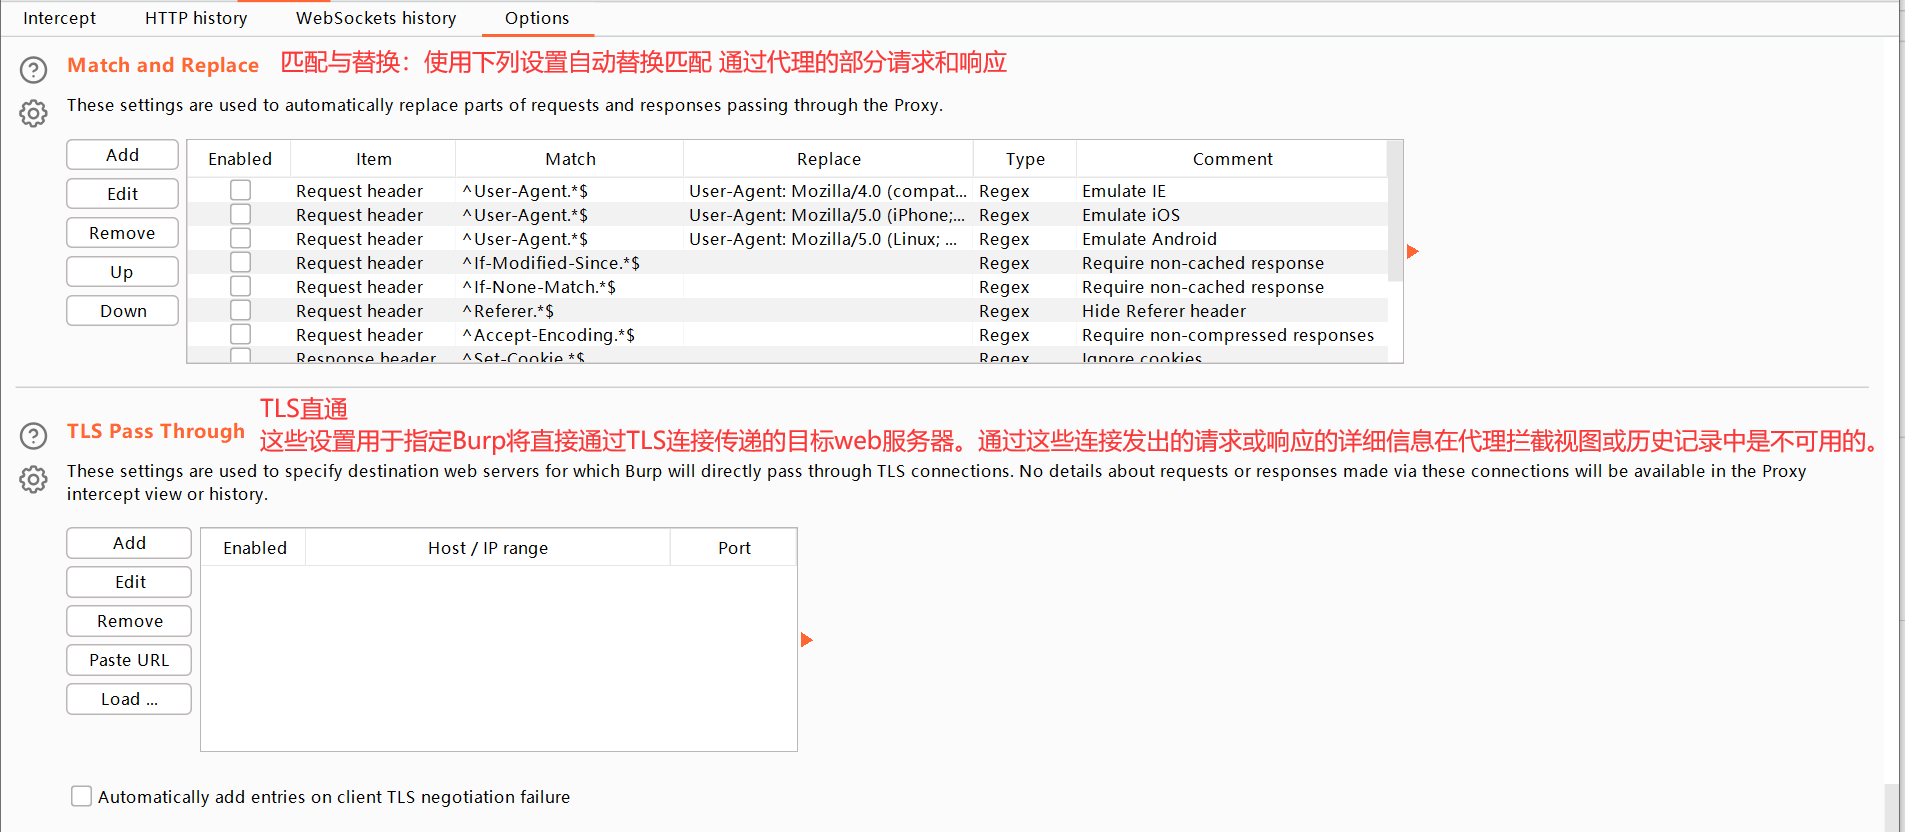 Intercept HTTP history WebSockets history Options
Match and Replace 匹配与替换：使用下列设置自动替换匹配 通过代理的部分请求和响应
These settings are used to automatically replace parts of requests and responses passing through the Proxy.
Add
Edit
Remove
Up
Down
Enabled Item Match Replace Type Comment
Request header ^User-Agent.*$ User-Agent: Mozilla/4.0 (compat... Regex Emulate IE
Request header ^User-Agent.*$ User-Agent: Mozilla/5.0 (iPhone;... Regex Emulate iOS
Request header ^User-Agent.*$ User-Agent: Mozilla/5.0 (Linux; ... Regex Emulate Android
Request header ^If-Modified-Since.*$ Regex Require non-cached response
Request header ^If-None-Match.*$ Regex Require non-cached response
Request header ^Referer.*$ Regex Hide Referer header
Request header ^Accept-Encoding.*$ Regex Require non-compressed responses
Response header ^Set-Cookie.*$ Regex Ignore cookies
TLS直通
TLS Pass Through 这些设置用于指定Burp将直接通过TLS连接传递的目标web服务器。通过这些连接发出的请求或响应的详细信息在代理拦截视图或历史记录中是不可用的。
These settings are used to specify destination web servers for which Burp will directly pass through TLS connections. No details about requests or responses made via these connections will be available in the Proxy
intercept view or history.
Add
Edit
Remove
Paste URL
Load ...
Enabled Host / IP range Port
Automatically add entries on client TLS negotiation failure